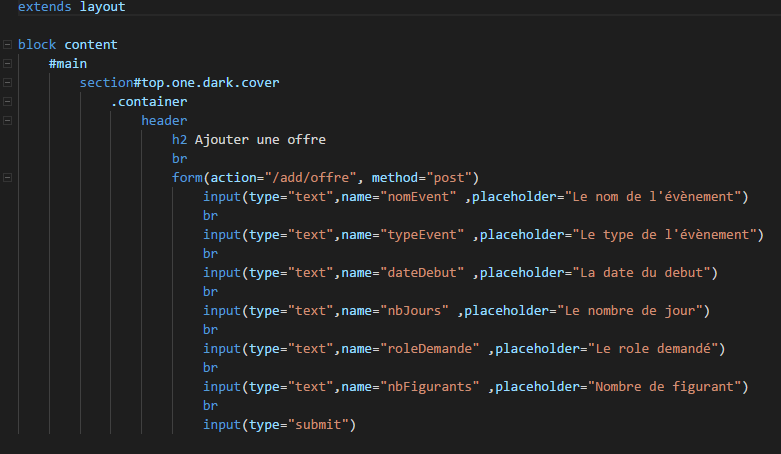 extends layout
block content
#main
section#top.one.dark.cover
.container
header
h2 Ajouter une offre
br
form(action="/add/offre", method="post")
input(type="text",name="nomEvent" ,placeholder="Le nom de l'évènement")
br
input(type="text",name="typeEvent" ,placeholder="Le type de l'évènement")
br
input(type="text",name="dateDebut" ,placeholder="La date du debut")
br
input(type="text",name="nbJours" ,placeholder="Le nombre de jour")
br
input(type="text",name="roleDemande" ,placeholder="Le role demandé")
br
input(type="text",name="nbFigurants" ,placeholder="Nombre de figurant")
br
input(type="submit")